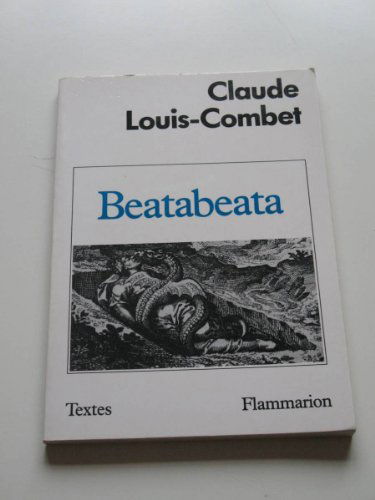 Claude
Louis-Combet
Beatabeata
Textes Flammarion